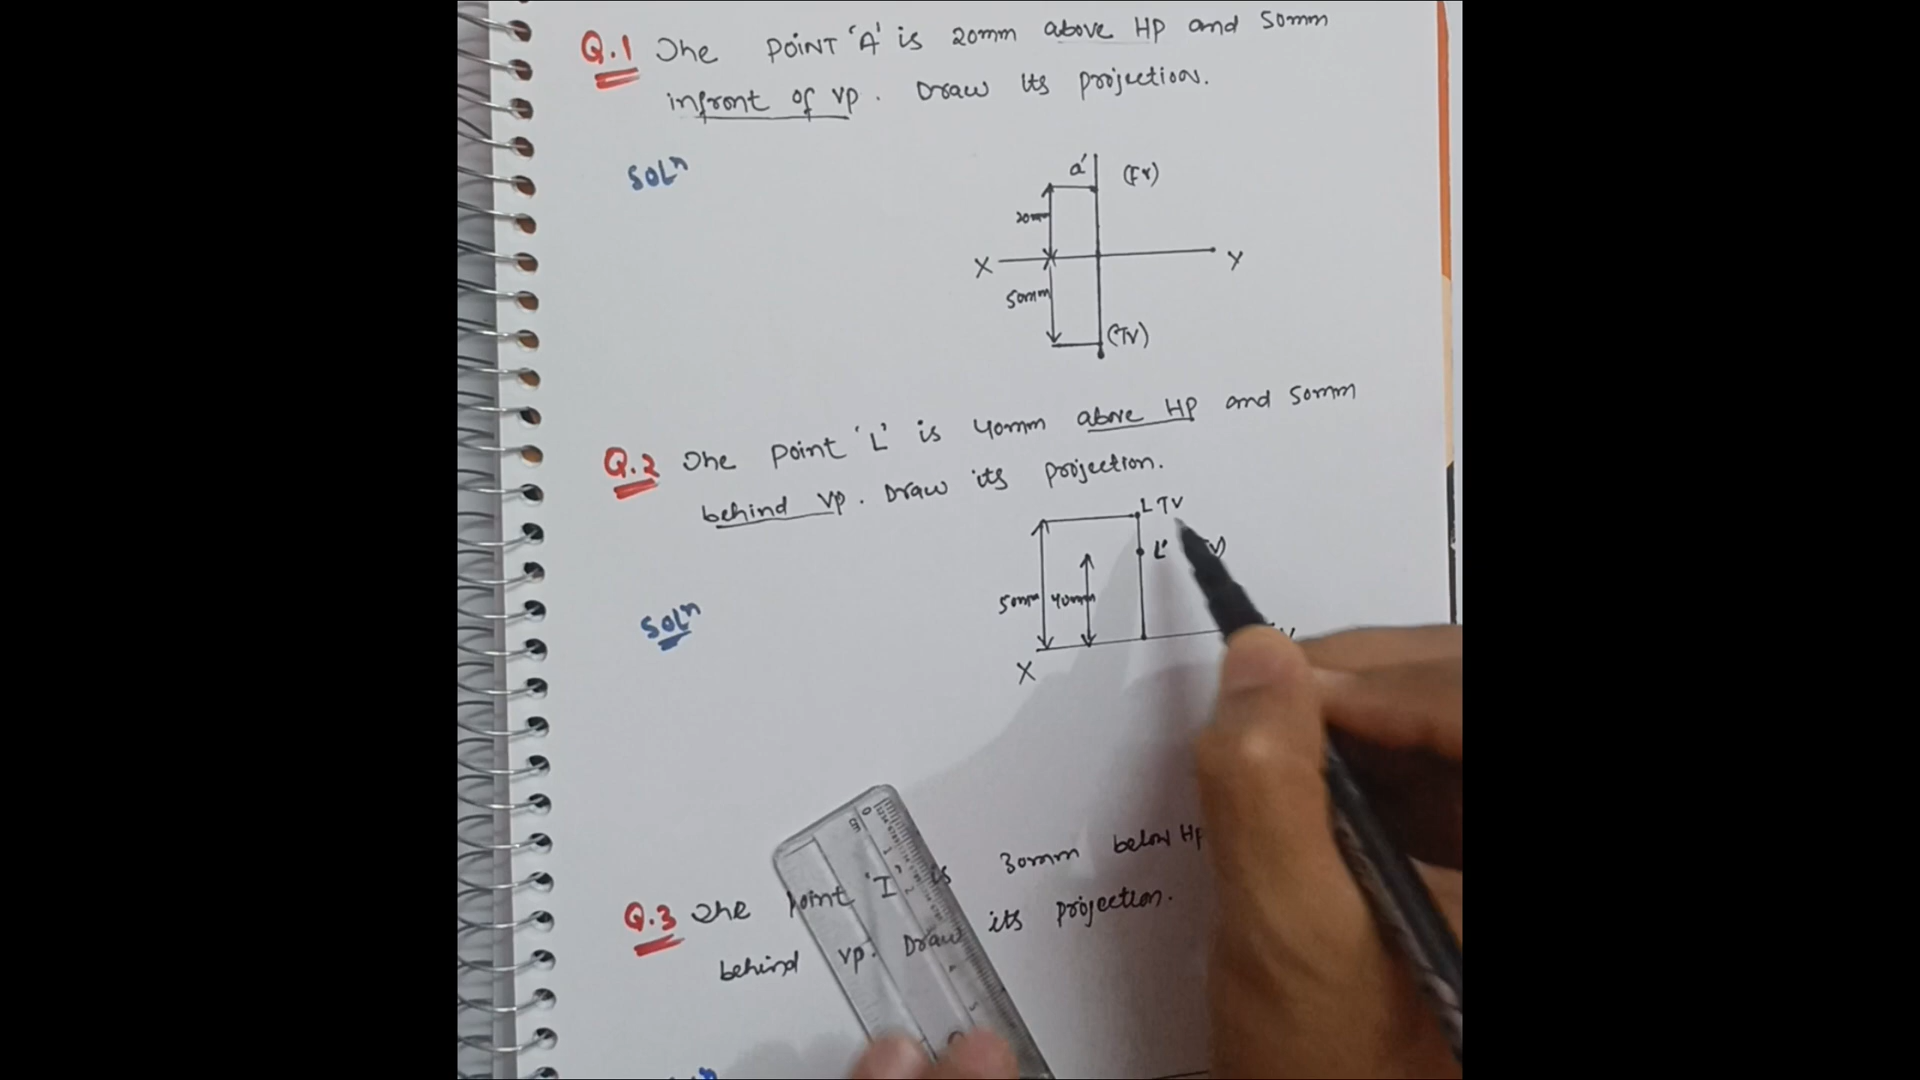 Q.1 The POINT 'A' is 20mm above HP and 50mm
infront of VP. Draw its projection.
SOLⁿ
a' (FV)
20mm
X Y
50mm
(TV)
Q.2 The Point 'L' is 40mm above HP and 50mm
behind VP. Draw its projection.
L TV
L'
50mm 40mm
SOLⁿ
X
Q.3 The Point 'I' is 30mm below HP
behind VP. Draw its projection.